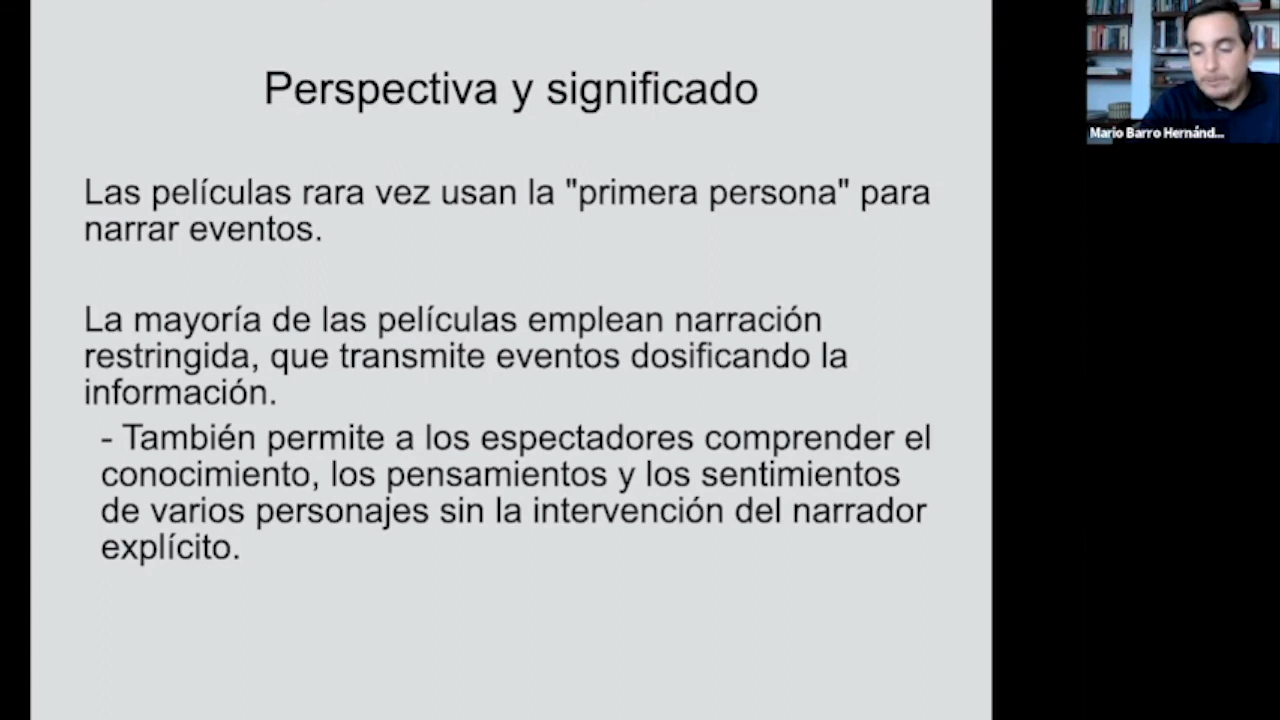 Perspectiva y significado
Las películas rara vez usan la "primera persona" para
narrar eventos.
La mayoría de las películas emplean narración
restringida, que transmite eventos dosificando la
información.
- También permite a los espectadores comprender el
conocimiento, los pensamientos y los sentimientos
de varios personajes sin la intervención del narrador
explícito.
Mario Barro Hernánd...